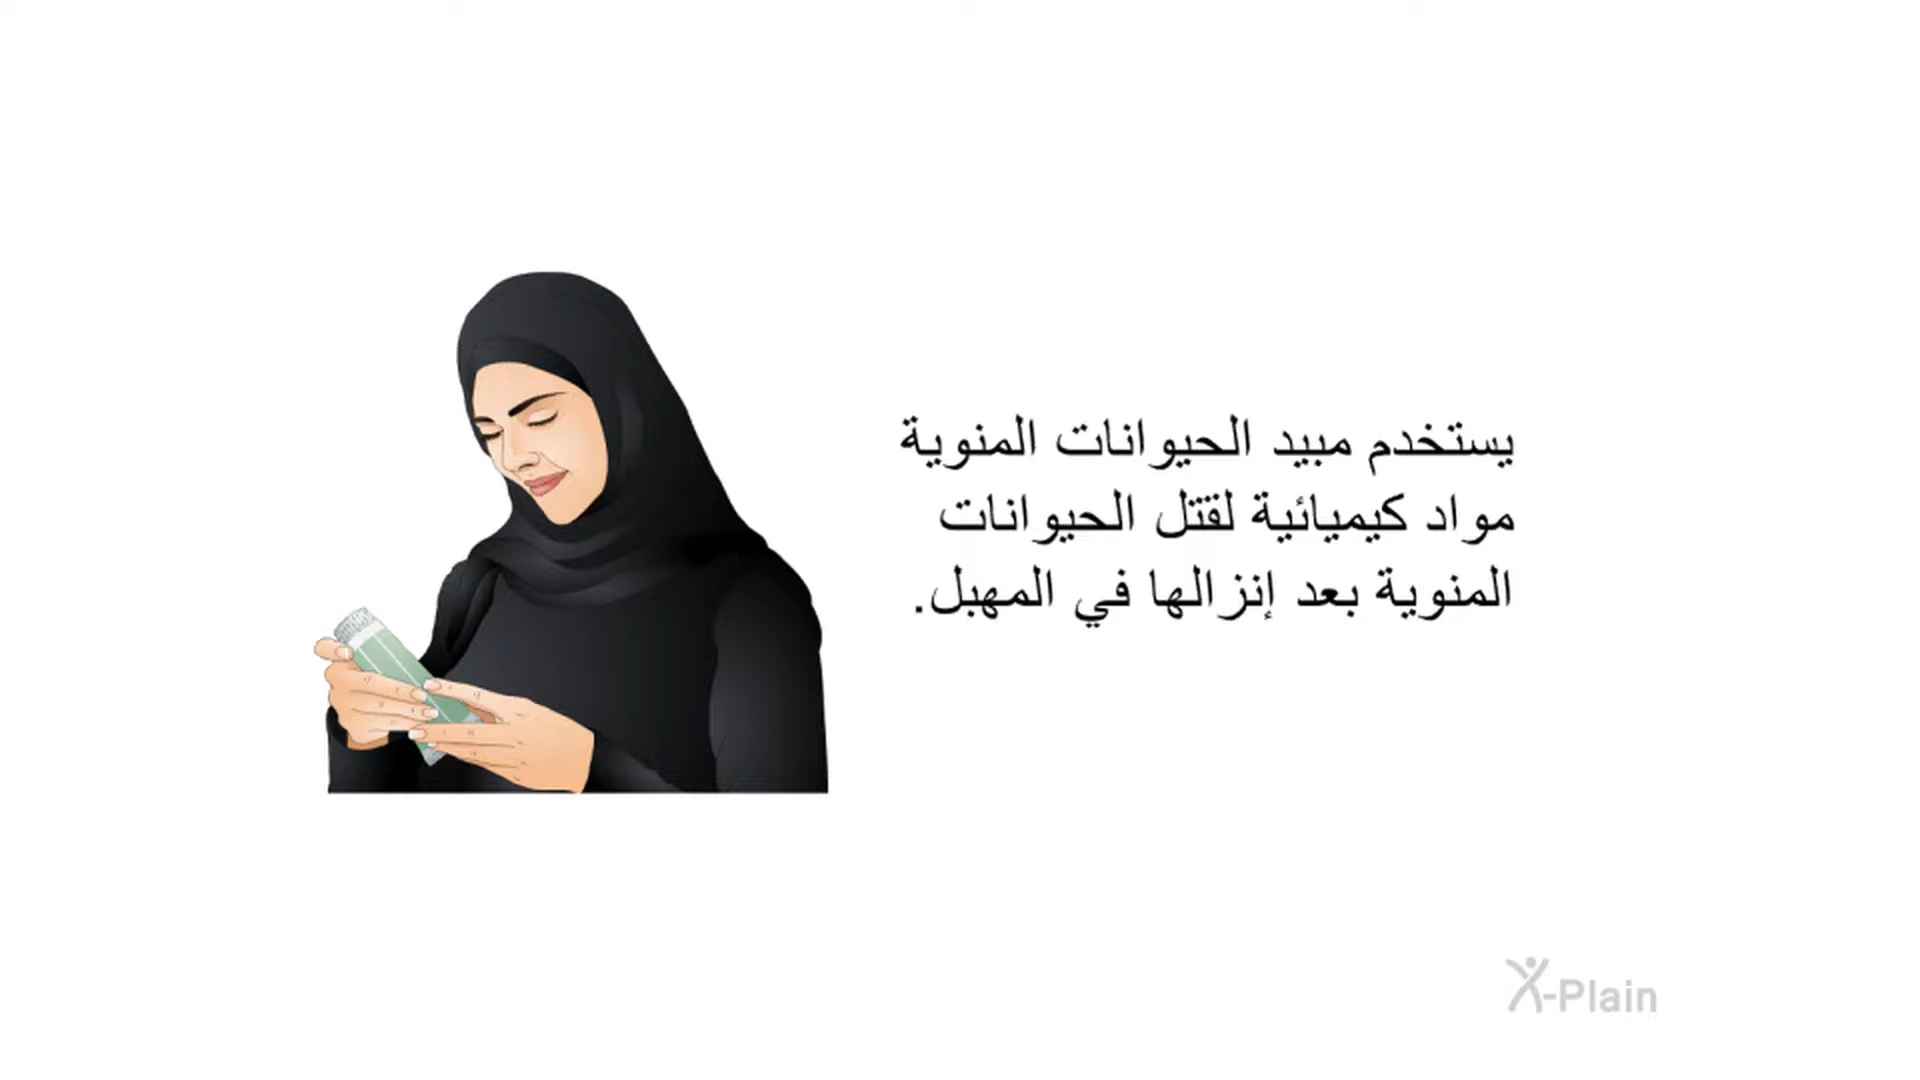 يستخدم مبيد الحيوانات المنوية
مواد كيميائية لقتل الحيوانات
المنوية بعد إنزالها في المهبل.
X-Plain